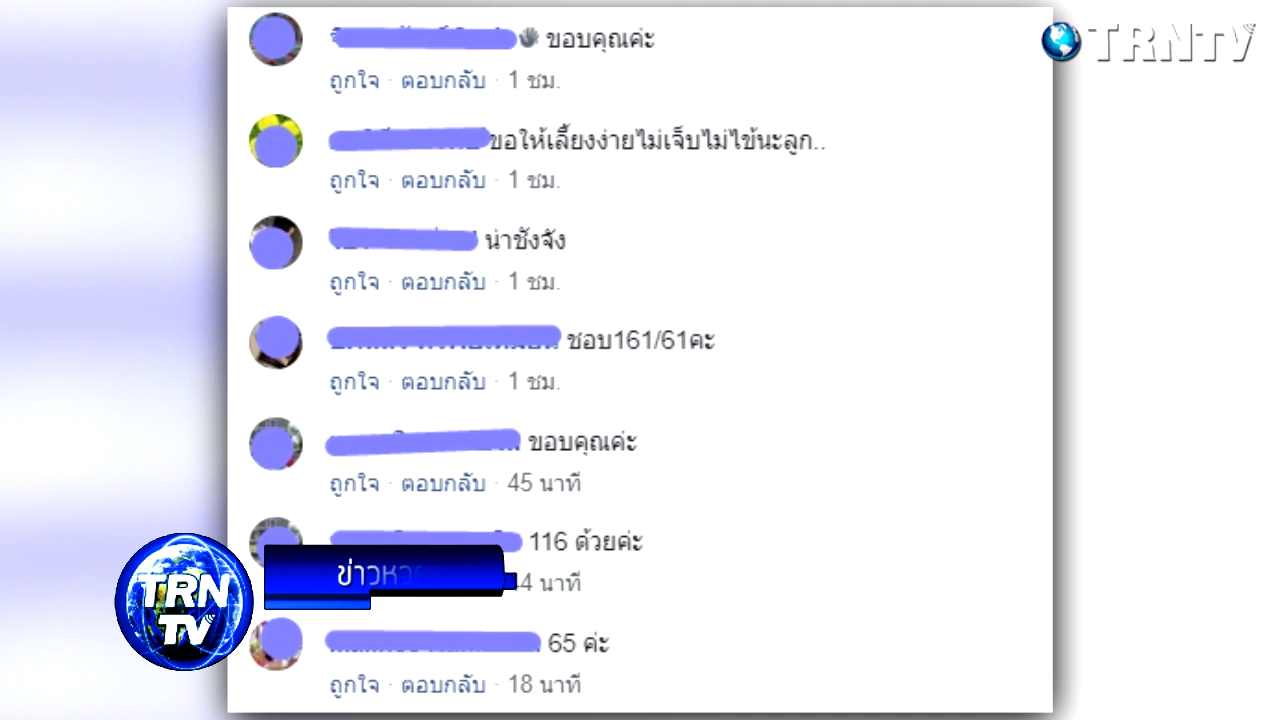 TRNTV
ขอบคุณค่ะ
ถูกใจ · ตอบกลับ · 1 ชม.
ขอให้เลี้ยงง่ายไม่เจ็บไม่ไข้นะลูก..
ถูกใจ · ตอบกลับ · 1 ชม.
น่าชังจัง
ถูกใจ · ตอบกลับ · 1 ชม.
ชอบ161/61คะ
ถูกใจ · ตอบกลับ · 1 ชม.
ขอบคุณค่ะ
ถูกใจ · ตอบกลับ · 45 นาที
116 ด้วยค่ะ
นาที
65 ค่ะ
ถูกใจ · ตอบกลับ · 18 นาที
TRN
TV
ข่าวหวย